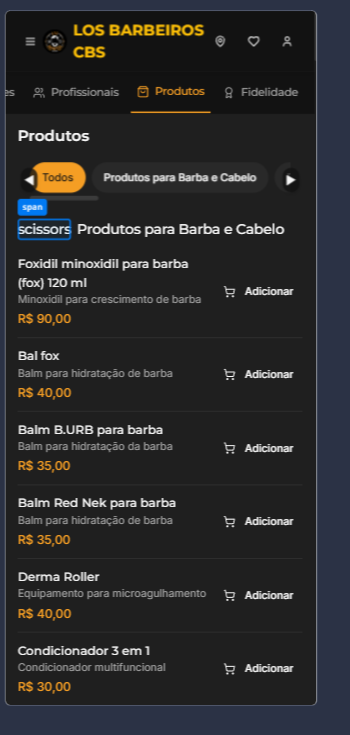 LOS BARBEIROS
CBS
es
Profissionais
Produtos
Fidelidade
Produtos
Todos
Produtos para Barba e Cabelo
span
scissors Produtos para Barba e Cabelo
Foxidil minoxidil para barba
(fox) 120 ml
Minoxidil para crescimento de barba
R$ 90,00
Adicionar
Bal fox
Balm para hidratação de barba
R$ 40,00
Adicionar
Balm B.URB para barba
Balm para hidratação da barba
R$ 35,00
Adicionar
Balm Red Nek para barba
Balm para hidratação de barba
R$ 35,00
Adicionar
Derma Roller
Equipamento para microagulhamento
R$ 40,00
Adicionar
Condicionador 3 em 1
Condicionador multifuncional
R$ 30,00
Adicionar